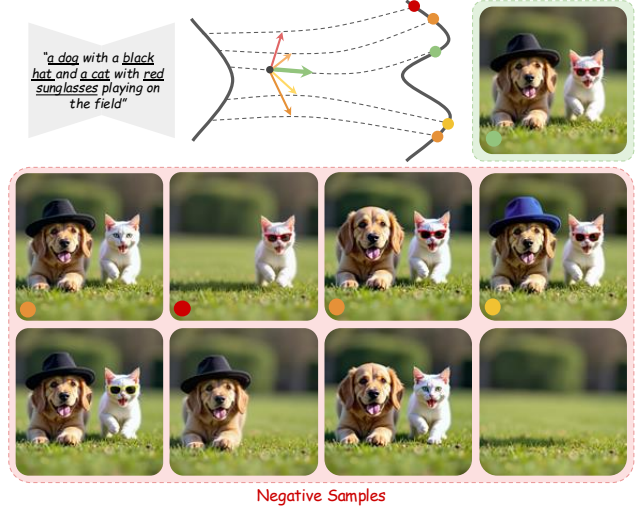 “a dog with a black
hat and a cat with red
sunglasses playing on
the field”
Negative Samples